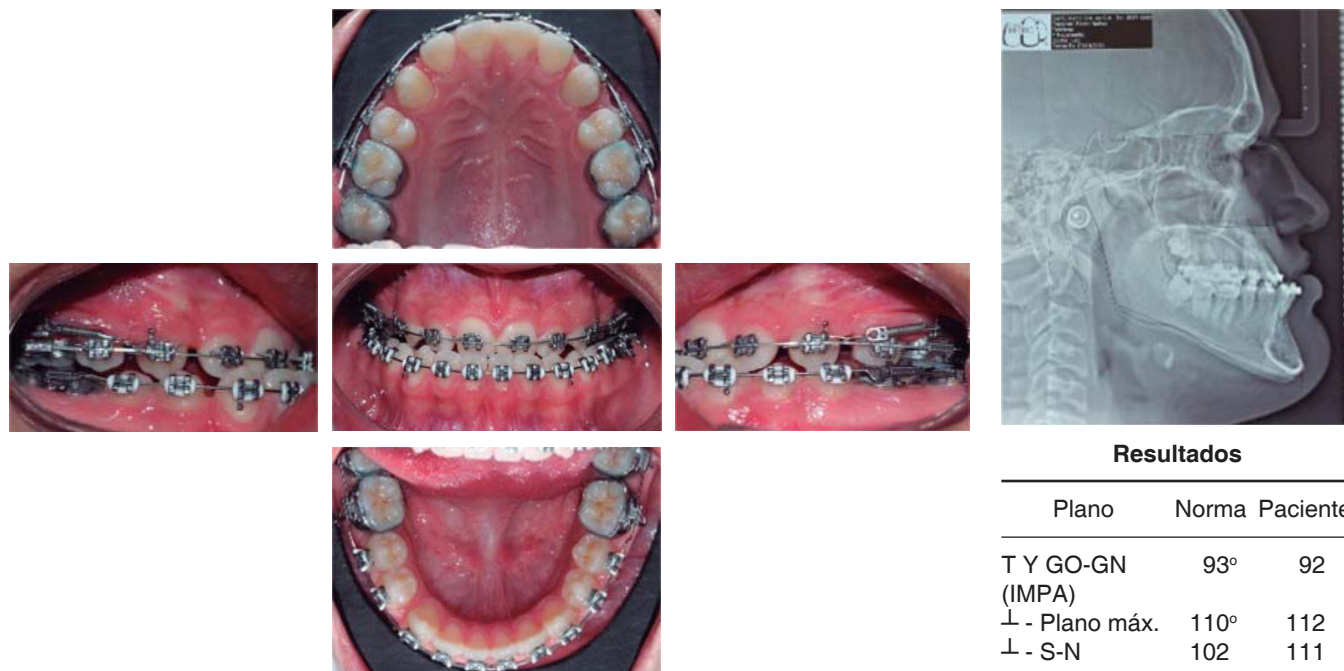 Resultados
Plano Norma Paciente
T Y GO-GN 93º 92
(IMPA)
⊥ - Plano máx. 110º 112
⊥ - S-N 102 111